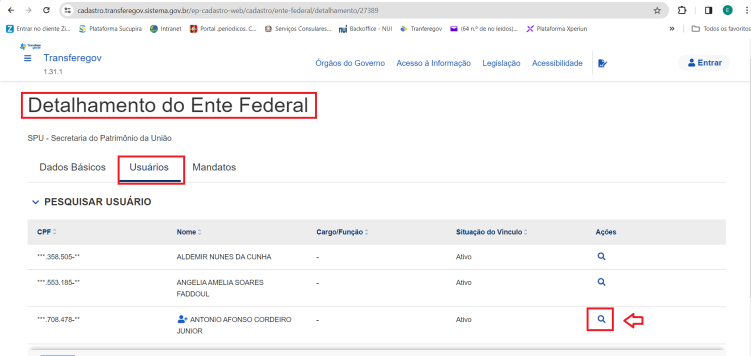 cadastro.transferegov.sistema.gov.br/ep-cadastro-web/cadastro/ente-federal/detalhamento/27389
Entrar no cliente Zi... Plataforma Sucupira Intranet Portal .periodicos. C... Serviços Consulares... nui Backoffice - NUI Tranferegov (64 n.º de no leídos)... Plataforma Xperiun » Todos os favoritos
Transferegov
1.31.1
Órgãos do Governo Acesso à Informação Legislação Acessibilidade Entrar
Detalhamento do Ente Federal
SPU - Secretaria do Patrimônio da União
Dados Básicos Usuários Mandatos
PESQUISAR USUÁRIO
CPF Nome Cargo/Função Situação do Vínculo Ações
***.358.505-** ALDEMIR NUNES DA CUNHA - Ativo
***.553.185-** ANGELIA AMELIA SOARES FADDOUL - Ativo
***.708.478-** ANTONIO AFONSO CORDEIRO JUNIOR - Ativo